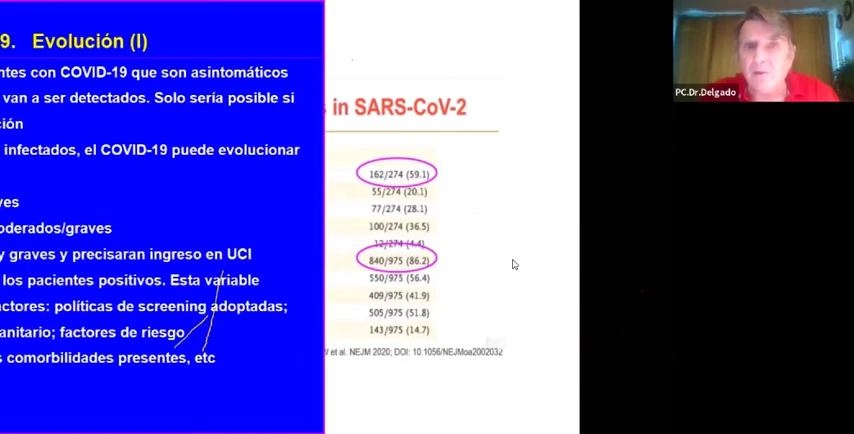 9. Evolución (I)
ntes con COVID-19 que son asintomáticos
van a ser detectados. Solo sería posible si
ción
infectados, el COVID-19 puede evolucionar
ves
oderados/graves
y graves y precisaran ingreso en UCI
los pacientes positivos. Esta variable
actores: políticas de screening adoptadas;
anitario; factores de riesgo
s comorbilidades presentes, etc
in SARS-CoV-2
162/274 (59.1)
55/274 (20.1)
77/274 (28.1)
100/274 (36.5)
12/274 (4.4)
840/975 (86.2)
550/975 (56.4)
409/975 (41.9)
505/975 (51.8)
143/975 (14.7)
W et al. NEJM 2020; DOI: 10.1056/NEJMoa2002032
PC.Dr.Delgado